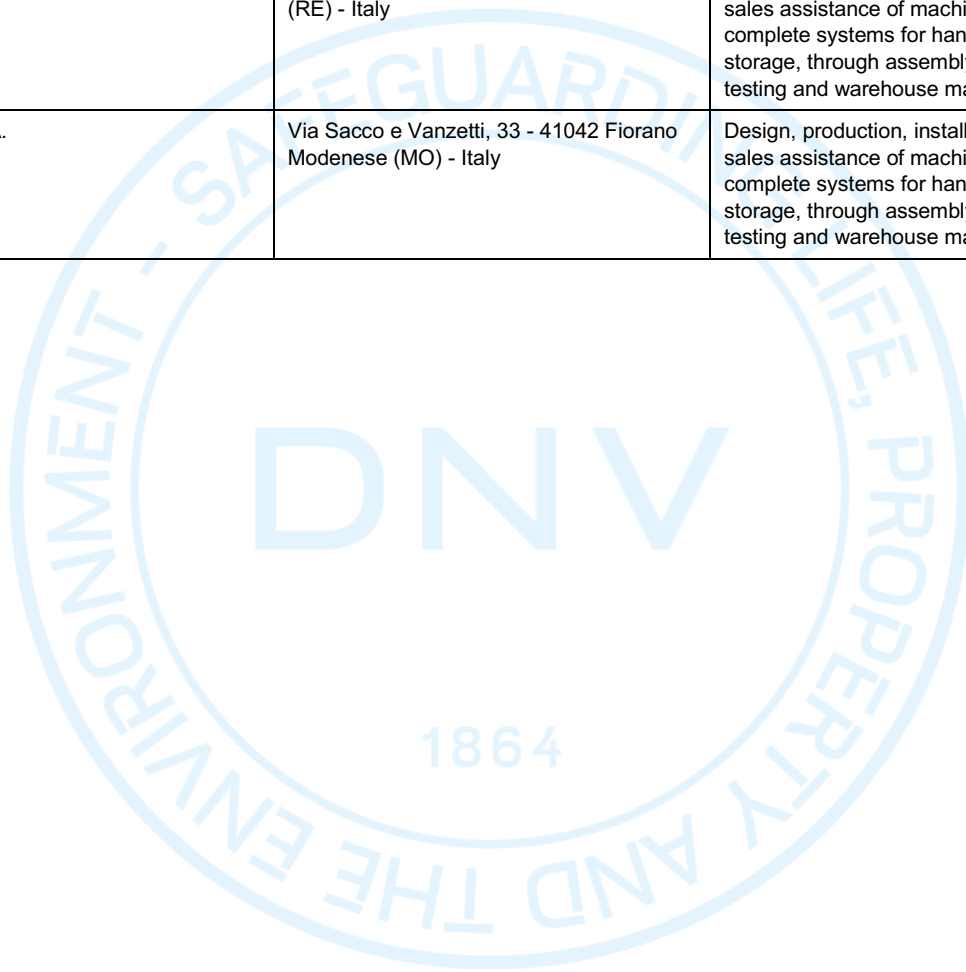 (RE) - Italy
sales assistance of machi
complete systems for han
storage, through assembly
testing and warehouse ma
A.
Via Sacco e Vanzetti, 33 - 41042 Fiorano
Modenese (MO) - Italy
Design, production, install
sales assistance of machi
complete systems for han
storage, through assembly
testing and warehouse ma
SAFEGUARDING LIFE, PROPERTY AND THE ENVIRONMENT -
DNV
1864